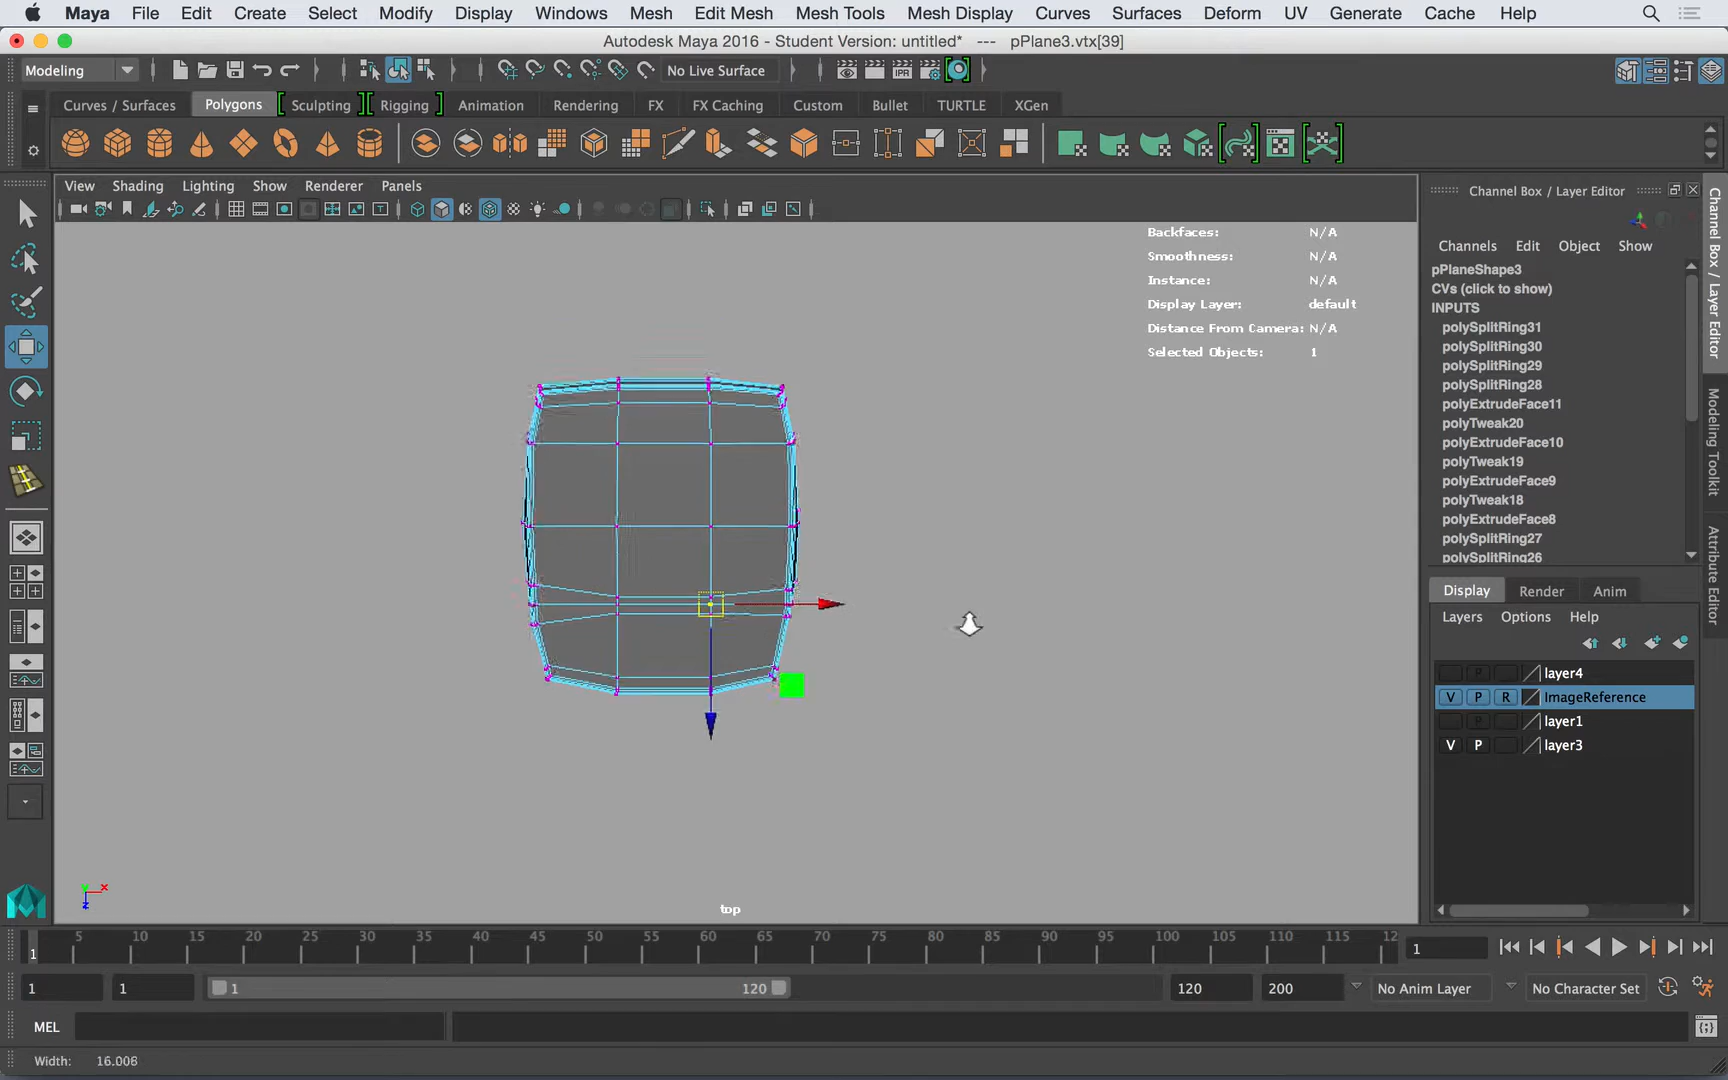 Maya File Edit Create Select Modify Display Windows Mesh Edit Mesh Mesh Tools Mesh Display Curves Surfaces Deform UV Generate Cache Help
Autodesk Maya 2016 - Student Version: untitled* --- pPlane3.vtx[39]
Modeling No Live Surface IPR
Curves / Surfaces Polygons Sculpting Rigging Animation Rendering FX FX Caching Custom Bullet TURTLE XGen
View Shading Lighting Show Renderer Panels
Channel Box / Layer Editor
Backfaces: N/A
Smoothness: N/A
Instance: N/A
Display Layer: default
Distance From Camera: N/A
Selected Objects: 1
Channels Edit Object Show
pPlaneShape3
CVs (click to show)
INPUTS
polySplitRing31
polySplitRing30
polySplitRing29
polySplitRing28
polyExtrudeFace11
polyTweak20
polyExtrudeFace10
polyTweak19
polyExtrudeFace9
polyTweak18
polyExtrudeFace8
polySplitRing27
polySplitRing26
Display Render Anim
Layers Options Help
P layer4
V P R ImageReference
P layer1
V P layer3
Channel Box / Layer Editor
Modeling Toolkit
Attribute Editor
y x
z
top
5 10 15 20 25 30 35 40 45 50 55 60 65 70 75 80 85 90 95 100 105 110 115 12
1 1
1 1 1 120 120 200 No Anim Layer No Character Set
MEL
Width: 16.006